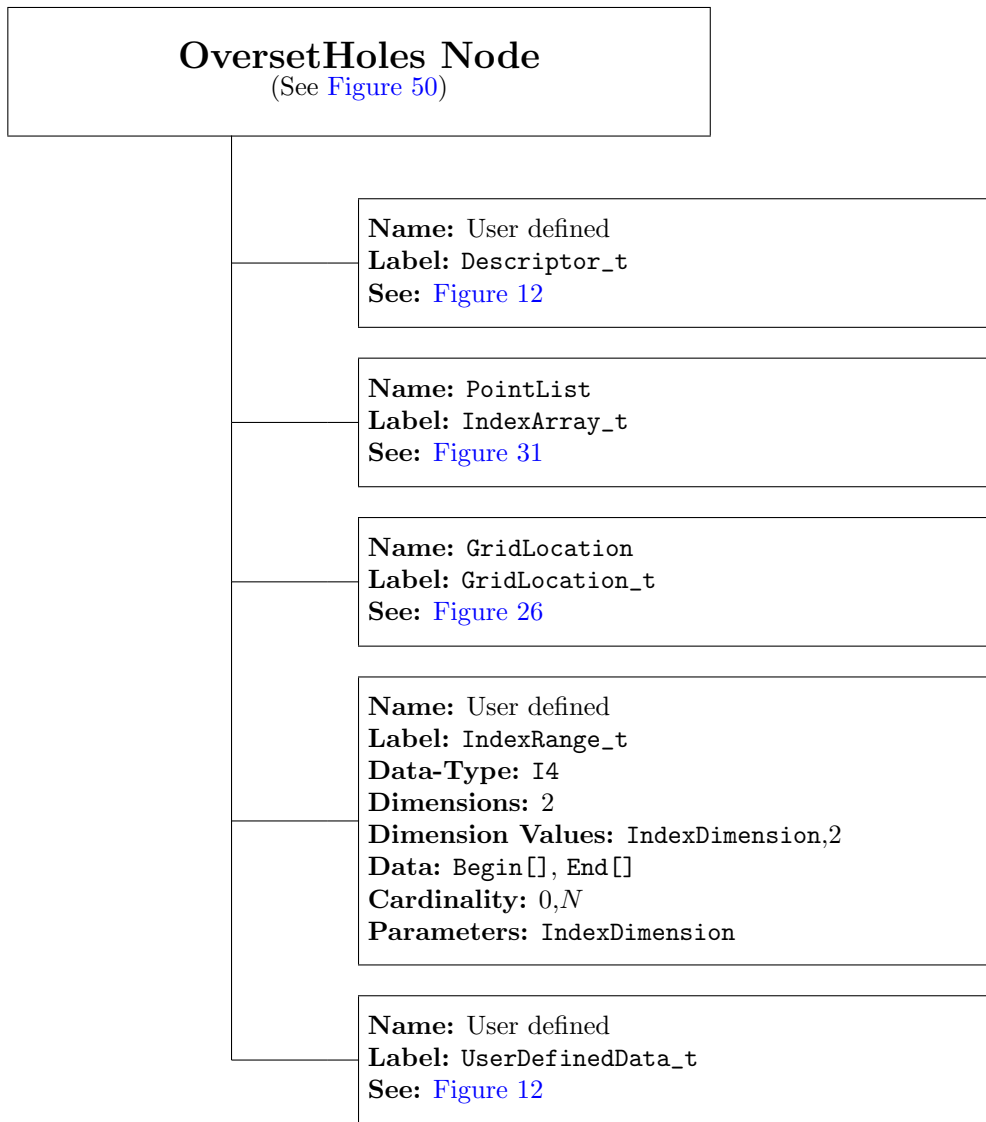 OversetHoles Node
(See Figure 50)
Name: User defined
Label: Descriptor_t
See: Figure 12
Name: PointList
Label: IndexArray_t
See: Figure 31
Name: GridLocation
Label: GridLocation_t
See: Figure 26
Name: User defined
Label: IndexRange_t
Data-Type: I4
Dimensions: 2
Dimension Values: IndexDimension,2
Data: Begin[], End[]
Cardinality: 0,N
Parameters: IndexDimension
Name: User defined
Label: UserDefinedData_t
See: Figure 12